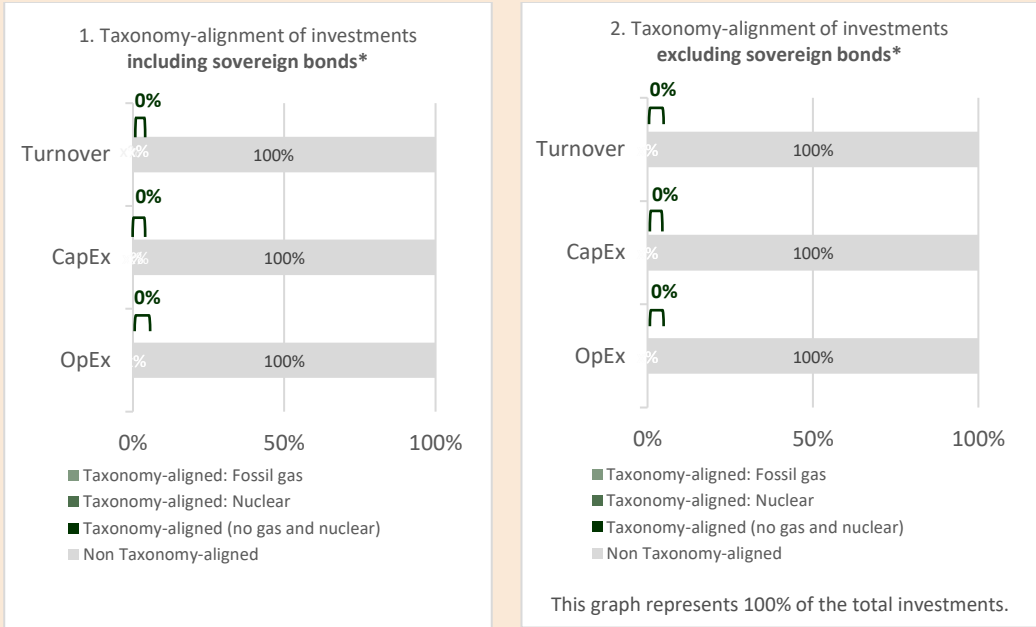 1. Taxonomy-alignment of investments
including sovereign bonds*
0%
Turnover
100%
0%
CapEx
100%
0%
OpEx
%
100%
0%
50%
100%
Taxonomy-aligned: Fossil gas
Taxonomy-aligned: Nuclear
Taxonomy-aligned (no gas and nuclear)
Non Taxonomy-aligned
2. Taxonomy-alignment of investments
excluding sovereign bonds*
0%
Turnover
%
100%
0%
CapEx
%
100%
0%
OpEx
%
100%
0%
50%
100%
Taxonomy-aligned: Fossil gas
Taxonomy-aligned: Nuclear
Taxonomy-aligned (no gas and nuclear)
Non Taxonomy-aligned
This graph represents 100% of the total investments.